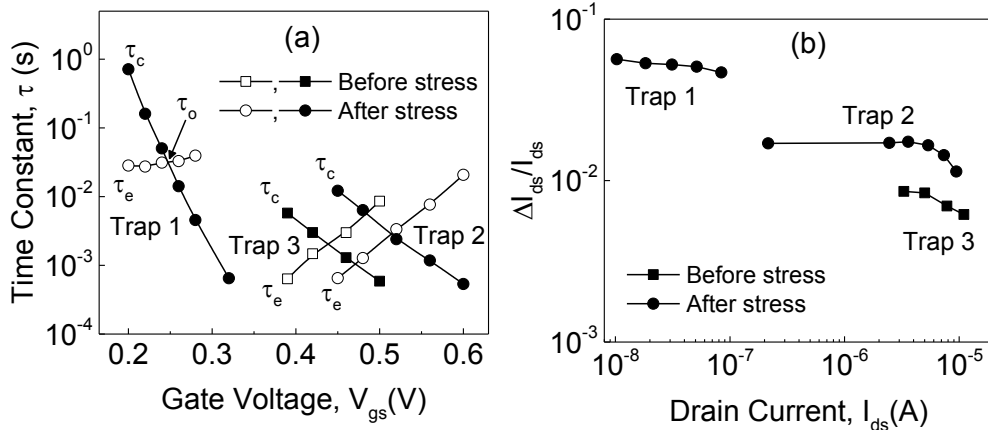 (a)
Time Constant, τ (s)
10⁰
10⁻¹
10⁻²
10⁻³
10⁻⁴
τc
τo
τe
Trap 1
□,■ Before stress
○,● After stress
τc
τc
Trap 3
Trap 2
τe
τe
0.2 0.3 0.4 0.5 0.6
Gate Voltage, Vgs(V)
(b)
ΔIds/Ids
10⁻¹
10⁻²
10⁻³
Trap 1
Trap 2
Trap 3
Before stress
After stress
10⁻⁸ 10⁻⁷ 10⁻⁶ 10⁻⁵
Drain Current, Ids(A)